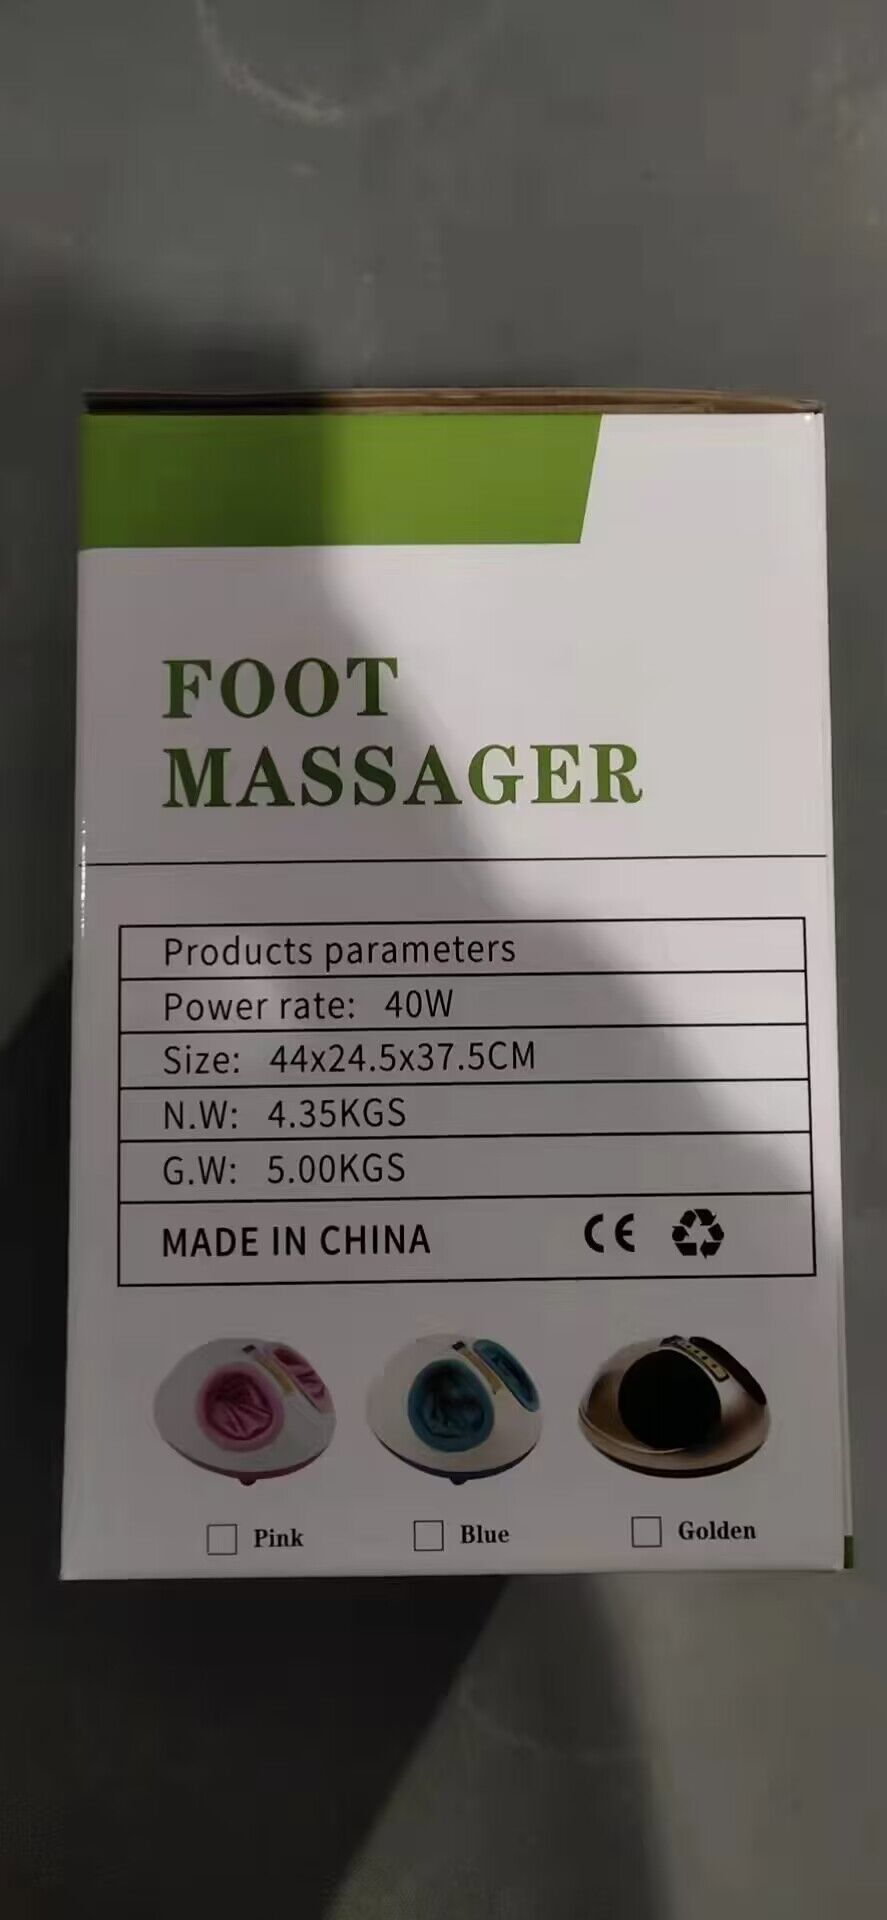 FOOT
MASSAGER
Products parameters
Power rate: 40W
Size: 44x24.5x37.5CM
N.W: 4.35KGS
G.W: 5.00KGS
MADE IN CHINA CE
Pink Blue Golden